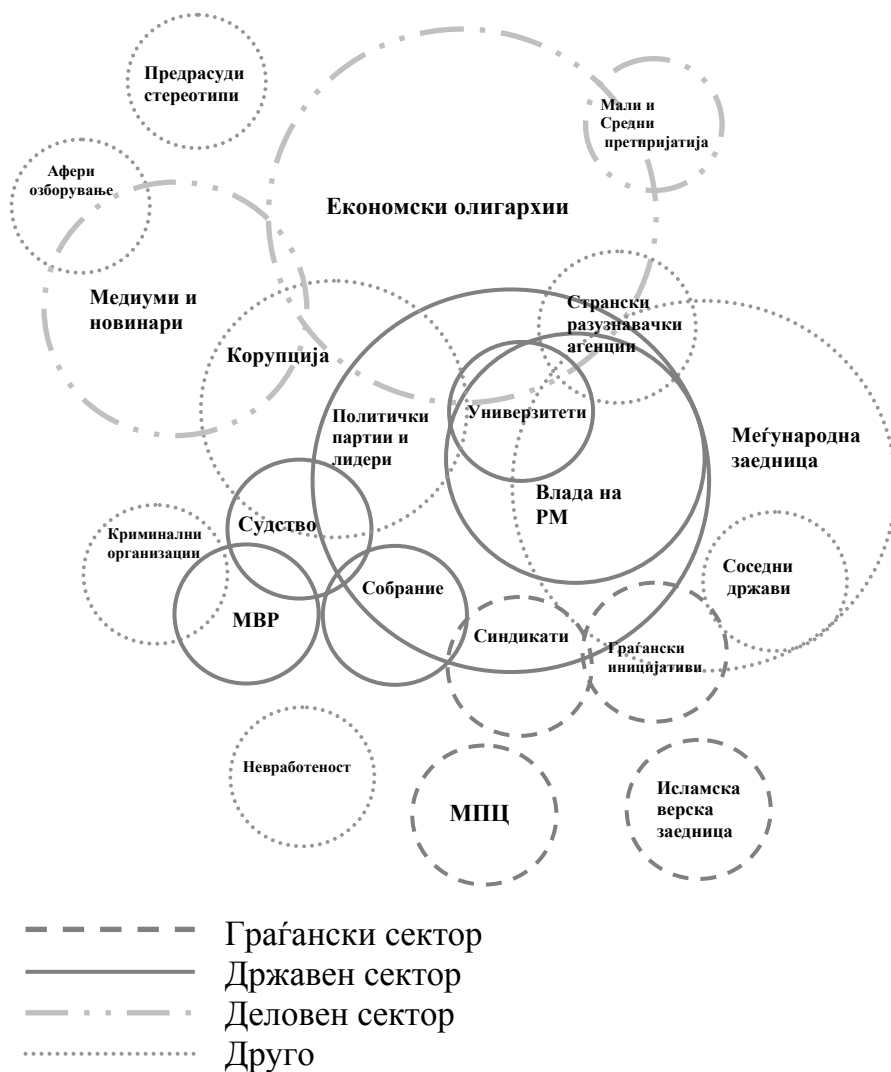 Предрасуди
стереотипи
Мали и
Средни
претпријатија
Афери
озборување
Економски олигархии
Медиуми и
новинари
Странски
разузнавачки
агенции
Корупција
Политички
партии и
лидери
Универзитети
Меѓународна
заедница
Влада на
РМ
Судство
Криминални
организации
Собрание
Соседни
држави
МВР
Синдикати
Граѓански
иницијативи
Невработеност
МПЦ
Исламска
верска
заедница
Граѓански сектор
Државен сектор
Деловен сектор
Друго